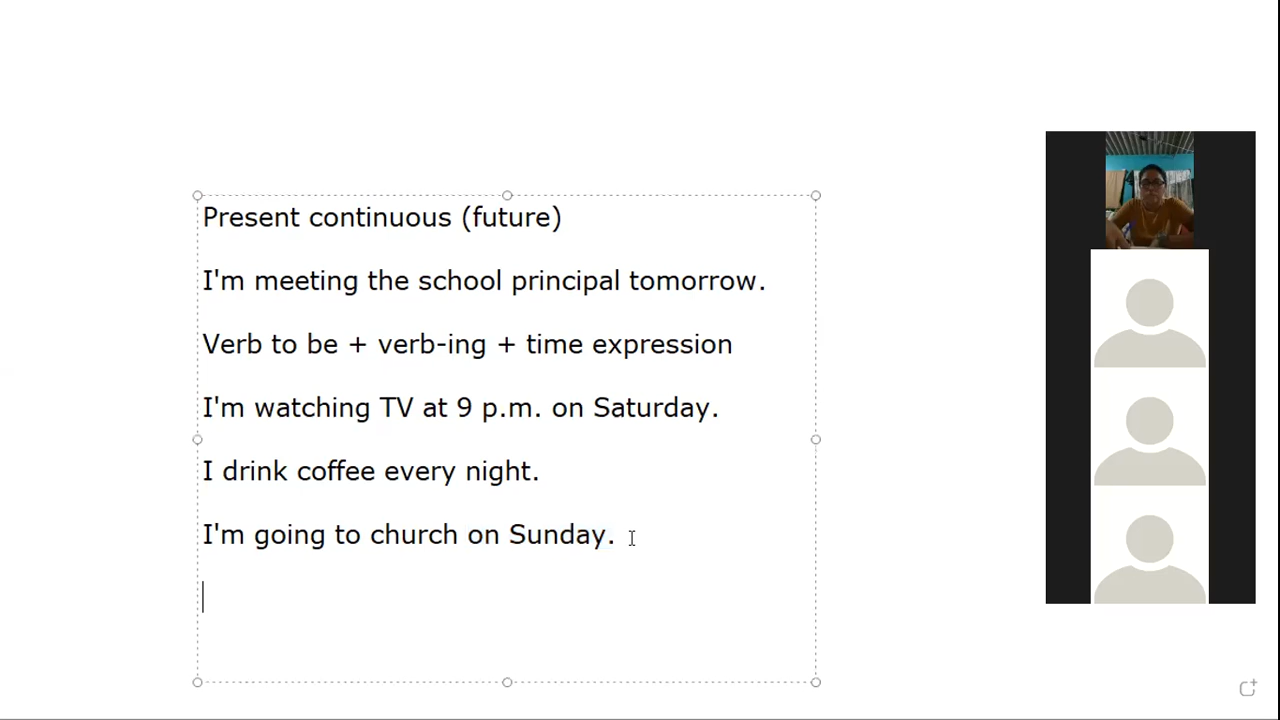 Present continuous (future)
I'm meeting the school principal tomorrow.
Verb to be + verb-ing + time expression
I'm watching TV at 9 p.m. on Saturday.
I drink coffee every night.
I'm going to church on Sunday.